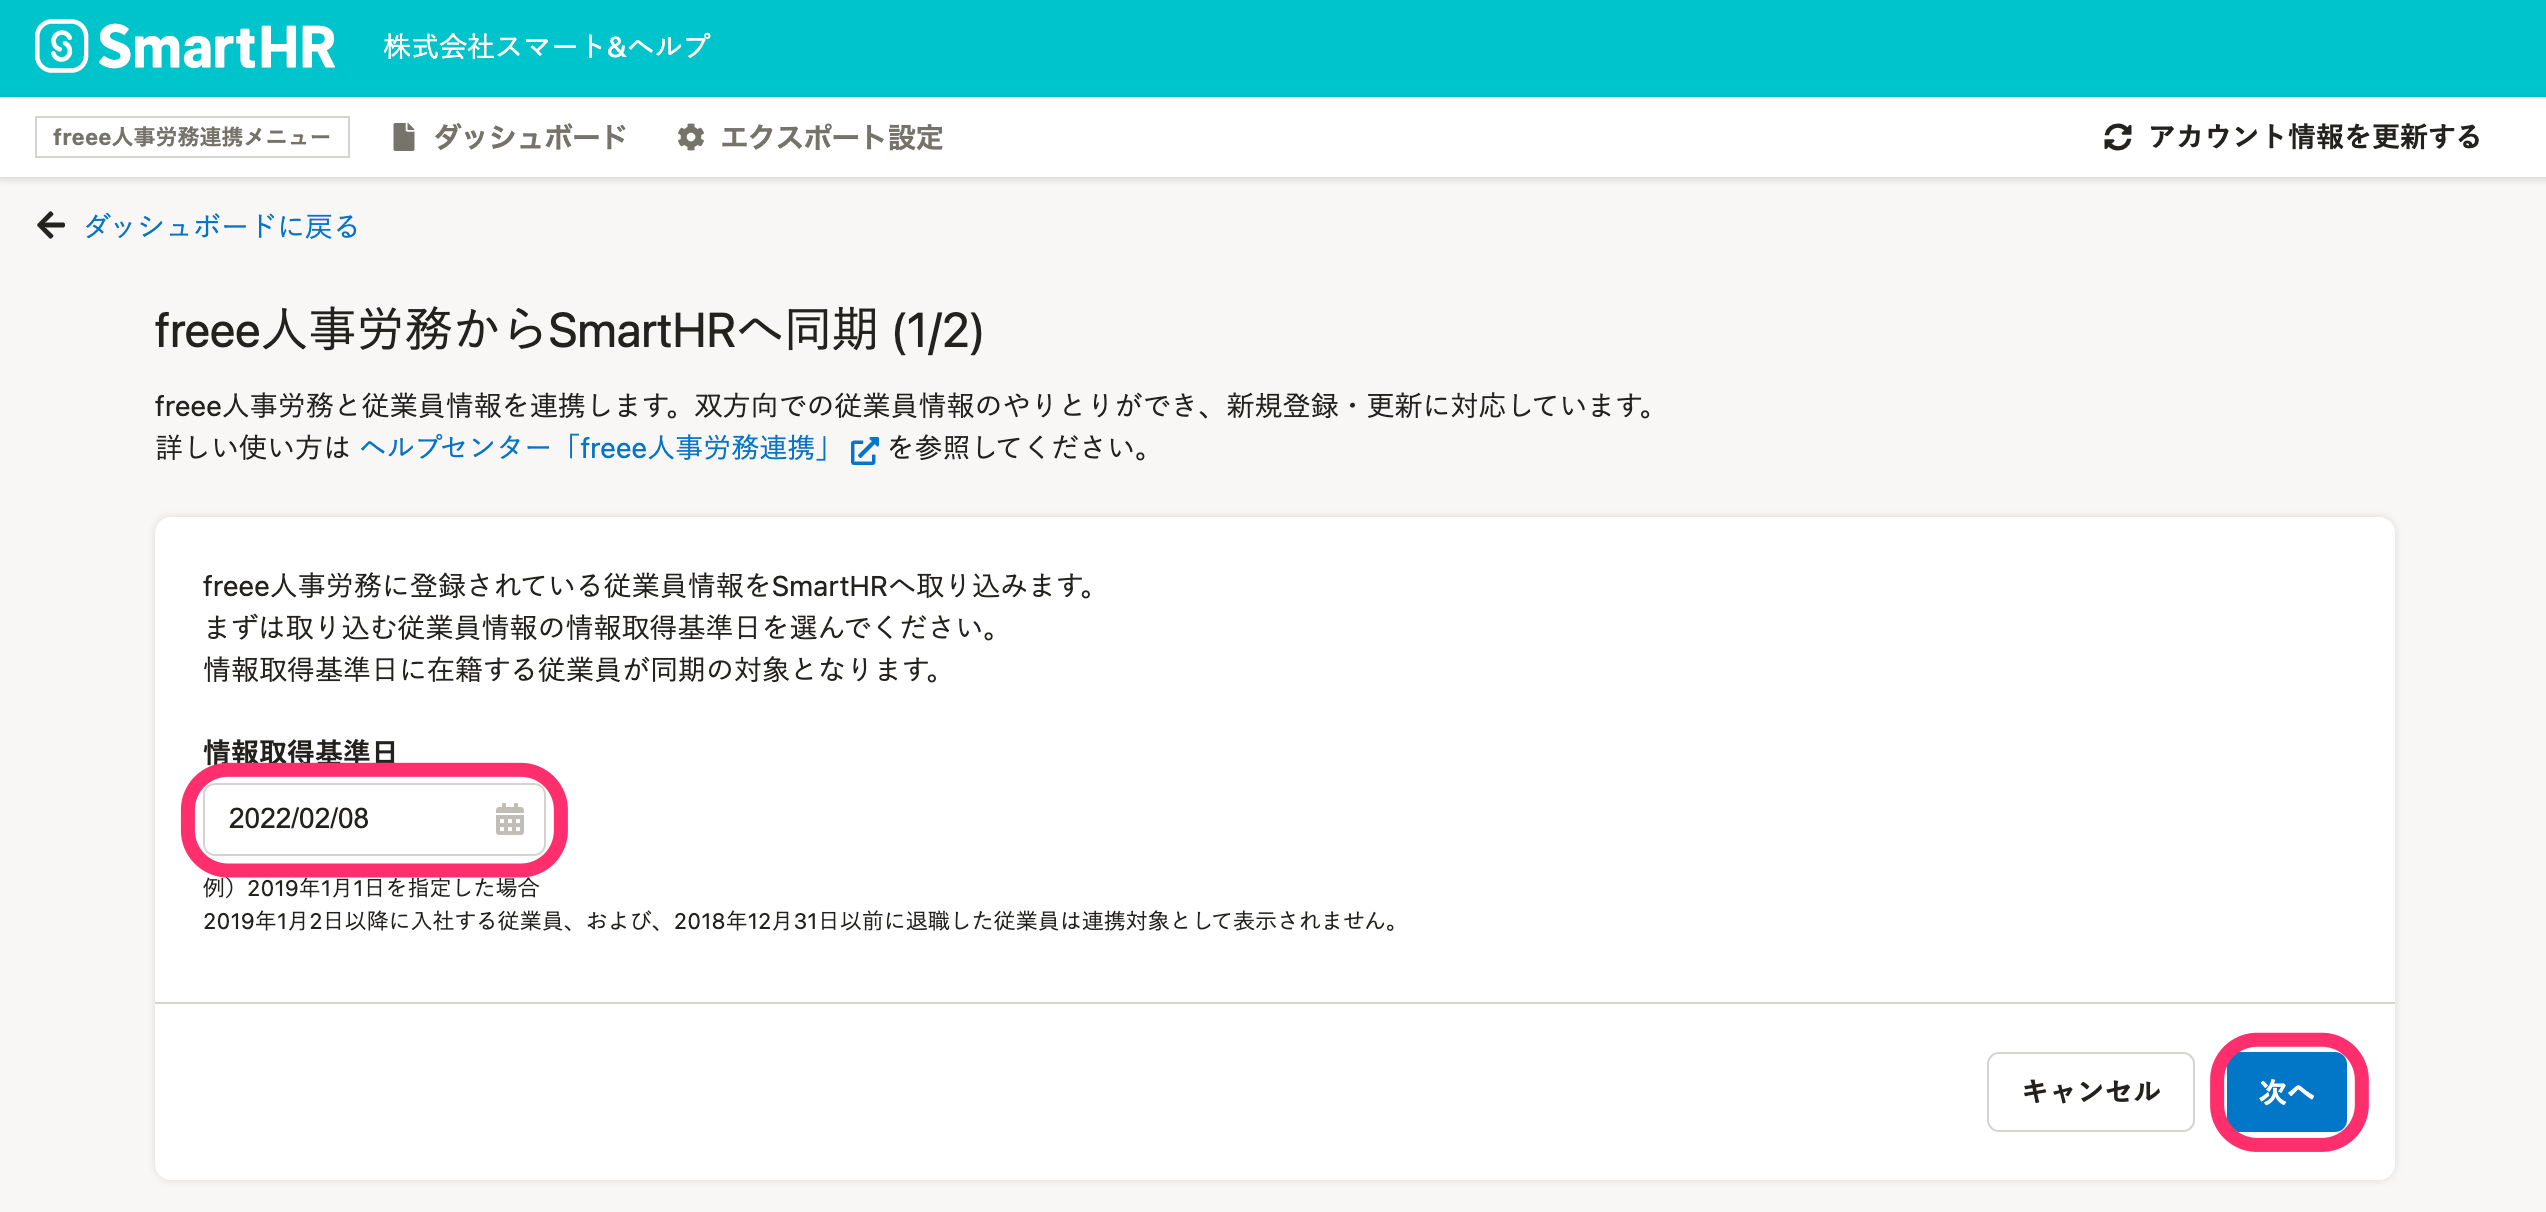 SmartHR 株式会社スマート&ヘルプ
freee人事労務連携メニュー ダッシュボード エクスポート設定 アカウント情報を更新する
ダッシュボードに戻る
freee人事労務からSmartHRへ同期 (1/2)
freee人事労務と従業員情報を連携します。双方向での従業員情報のやりとりができ、新規登録・更新に対応しています。
詳しい使い方は ヘルプセンター「freee人事労務連携」 を参照してください。
freee人事労務に登録されている従業員情報をSmartHRへ取り込みます。
まずは取り込む従業員情報の情報取得基準日を選んでください。
情報取得基準日に在籍する従業員が同期の対象となります。
情報取得基準日
2022/02/08
例）2019年1月1日を指定した場合
2019年1月2日以降に入社する従業員、および、2018年12月31日以前に退職した従業員は連携対象として表示されません。
キャンセル 次へ